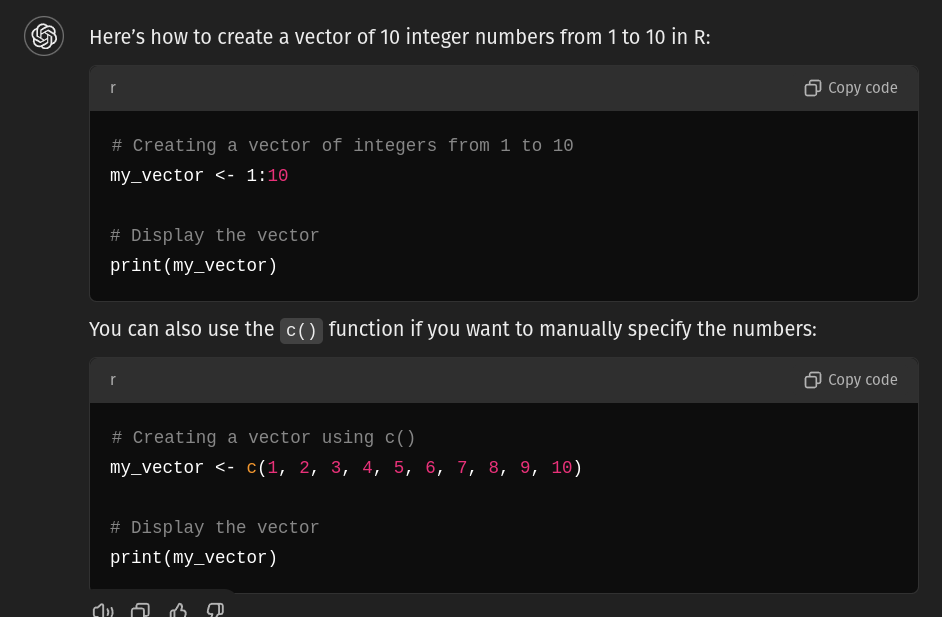 Here’s how to create a vector of 10 integer numbers from 1 to 10 in R:
r
Copy code
# Creating a vector of integers from 1 to 10
my_vector <- 1:10
# Display the vector
print(my_vector)
You can also use the c() function if you want to manually specify the numbers:
r
Copy code
# Creating a vector using c()
my_vector <- c(1, 2, 3, 4, 5, 6, 7, 8, 9, 10)
# Display the vector
print(my_vector)